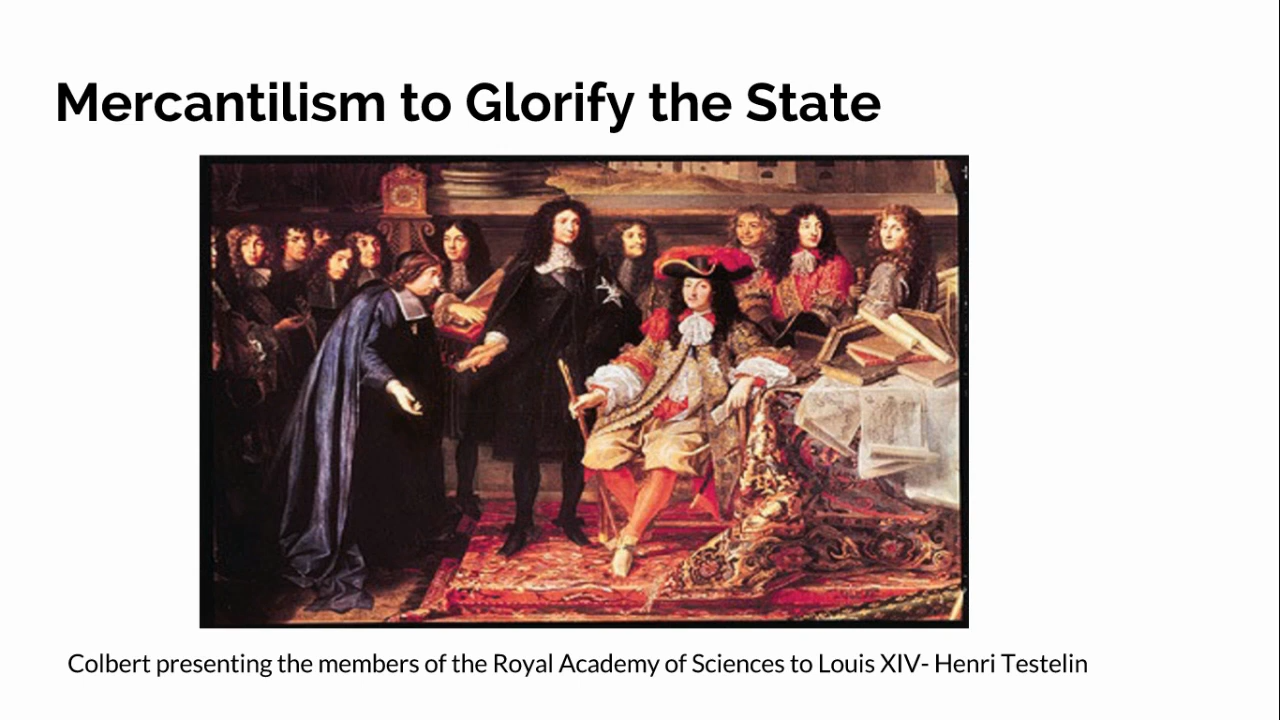 Mercantilism to Glorify the State
Colbert presenting the members of the Royal Academy of Sciences to Louis XIV- Henri Testelin